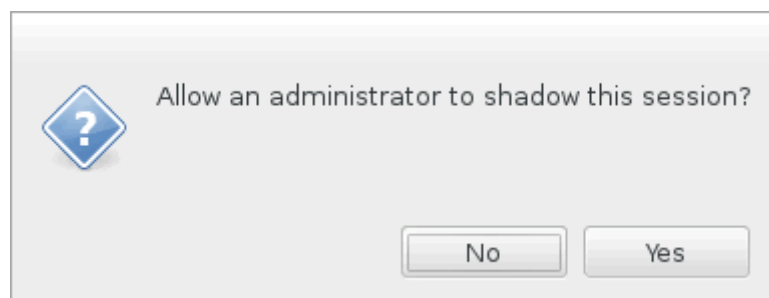 Allow an administrator to shadow this session?
?
No Yes